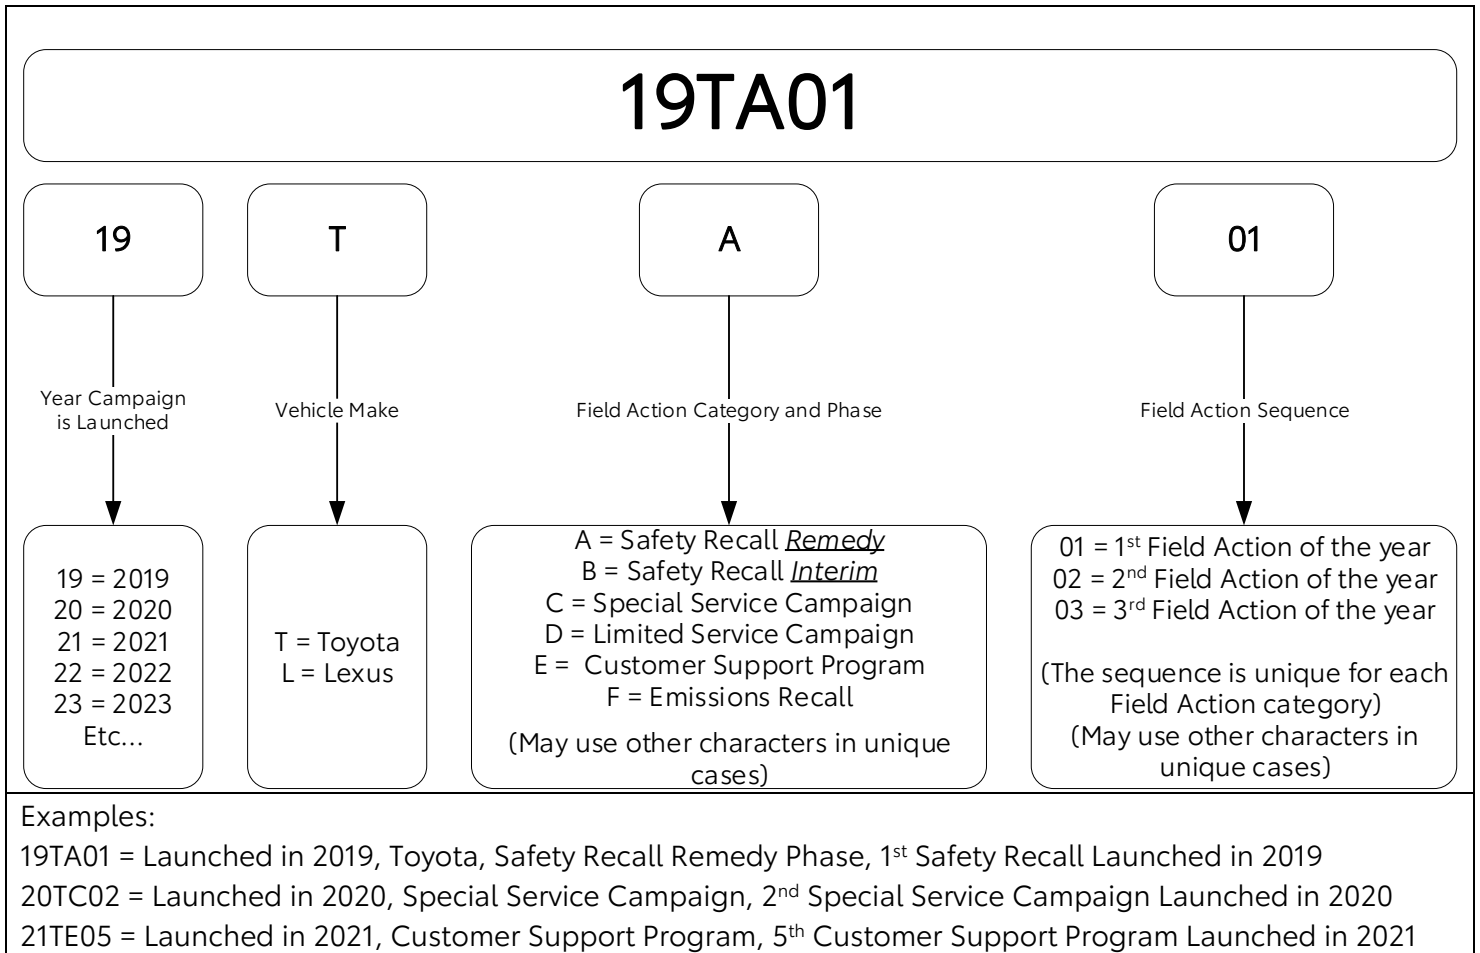 19TA01
19
T
A
01
Year Campaign
is Launched
Vehicle Make
Field Action Category and Phase
Field Action Sequence
19 = 2019
20 = 2020
21 = 2021
22 = 2022
23 = 2023
Etc...
T = Toyota
L = Lexus
A = Safety Recall Remedy
B = Safety Recall Interim
C = Special Service Campaign
D = Limited Service Campaign
E = Customer Support Program
F = Emissions Recall
(May use other characters in unique
cases)
01 = 1st Field Action of the year
02 = 2nd Field Action of the year
03 = 3rd Field Action of the year
(The sequence is unique for each
Field Action category)
(May use other characters in
unique cases)
Examples:
19TA01 = Launched in 2019, Toyota, Safety Recall Remedy Phase, 1st Safety Recall Launched in 2019
20TC02 = Launched in 2020, Special Service Campaign, 2nd Special Service Campaign Launched in 2020
21TE05 = Launched in 2021, Customer Support Program, 5th Customer Support Program Launched in 2021